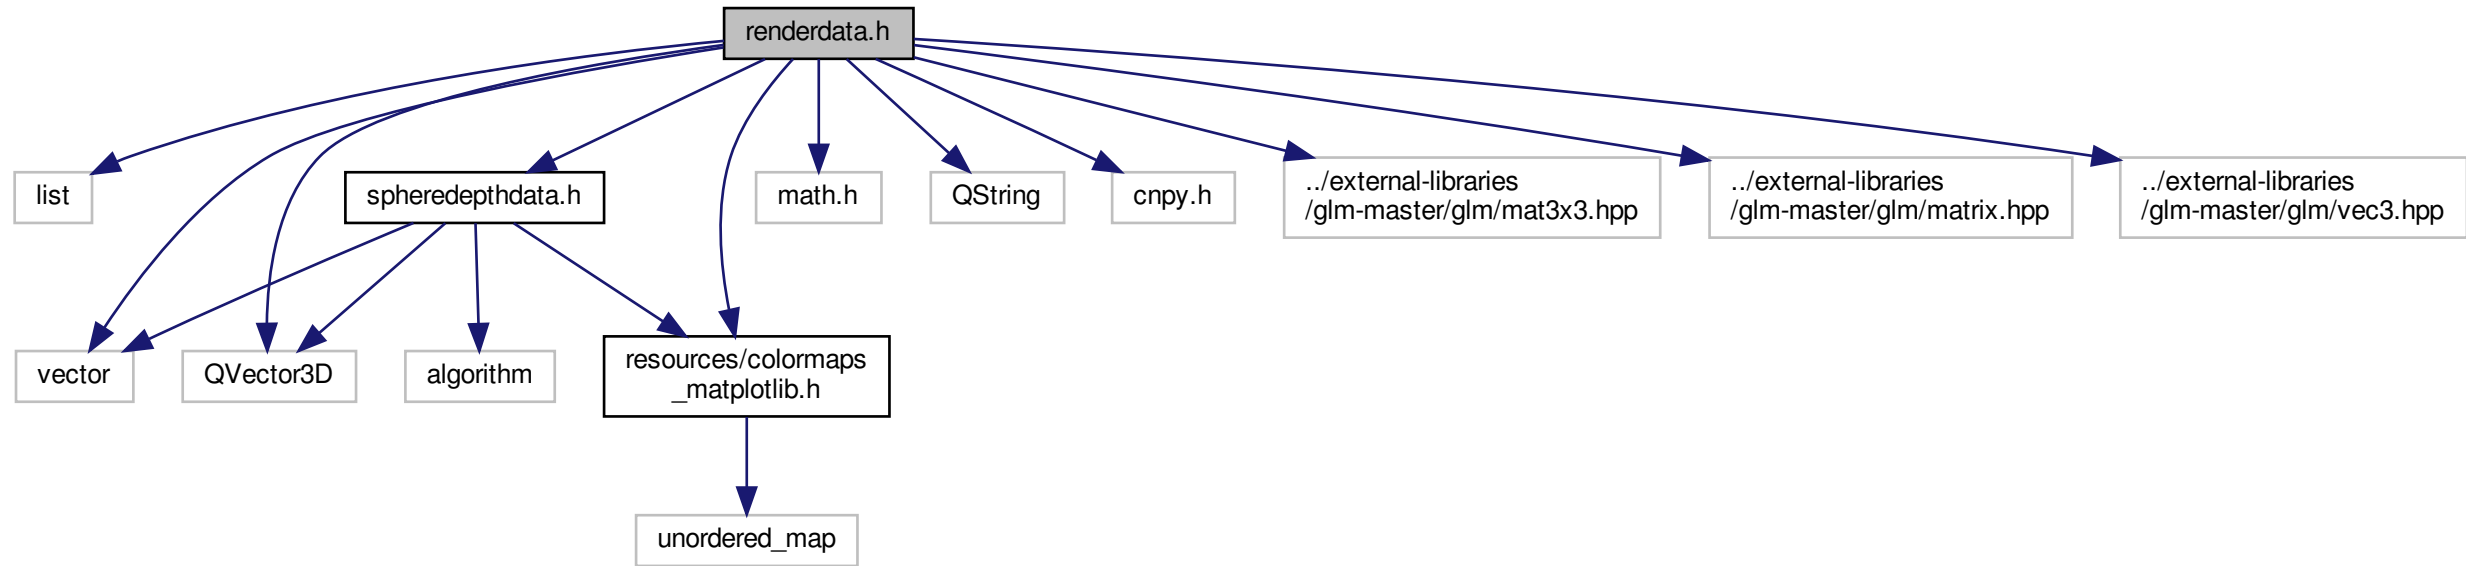 renderdata.h
list
spheredepthdata.h
math.h
QString
cnpy.h
../external-libraries
/glm-master/glm/mat3x3.hpp
../external-libraries
/glm-master/glm/matrix.hpp
../external-libraries
/glm-master/glm/vec3.hpp
vector
QVector3D
algorithm
resources/colormaps
_matplotlib.h
unordered_map